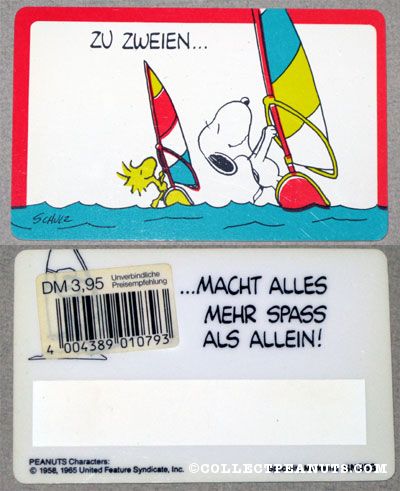 ZU ZWEIEN...
SCHULZ
DM 3,95
Unverbindliche
Preisempfehlung
4 004389 010793
...MACHT ALLES
MEHR SPASS
ALS ALLEIN!
PEANUTS Characters:
© 1958, 1965 United Feature Syndicate, Inc.
©COLLECTPEANUTS.COM